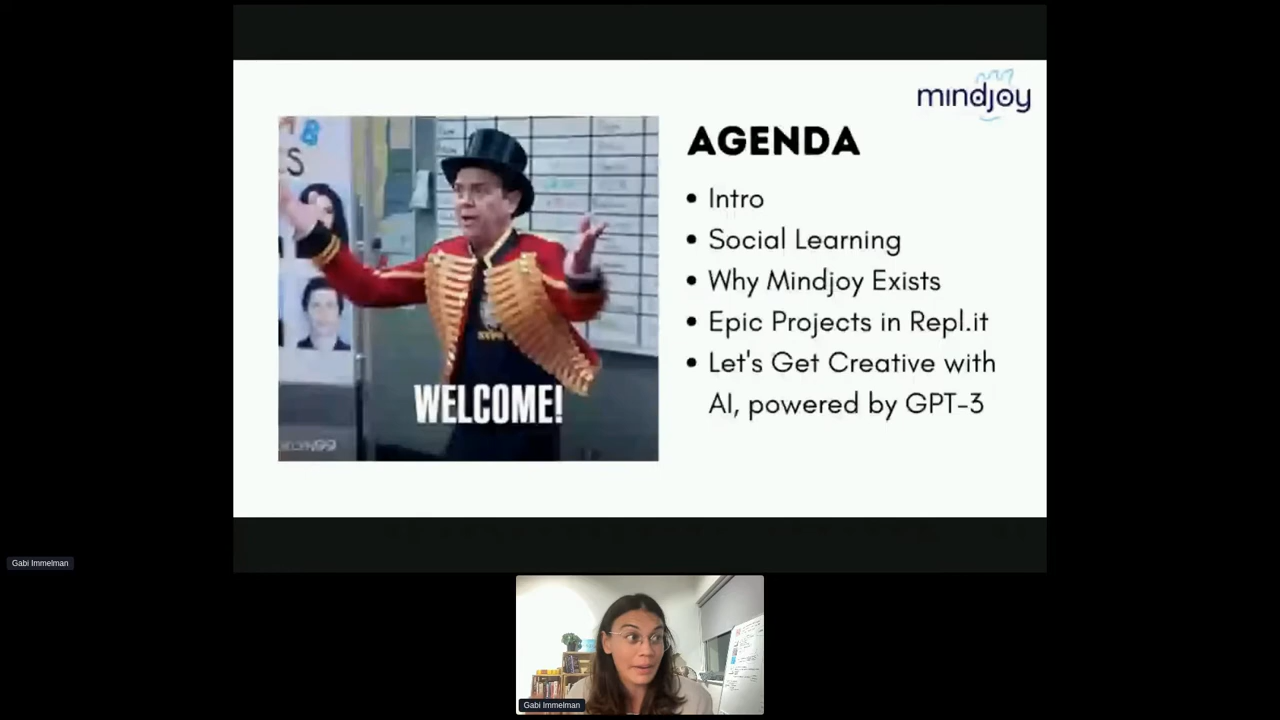 mindjoy
AGENDA
• Intro
• Social Learning
• Why Mindjoy Exists
• Epic Projects in Repl.it
• Let's Get Creative with
AI, powered by GPT-3
WELCOME!
Gabi Immelman
Gabi Immelman